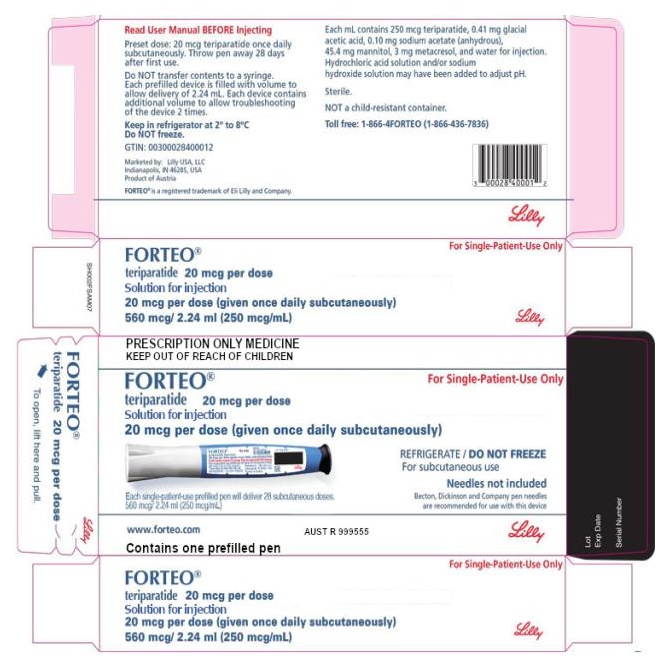 Read User Manual BEFORE Injecting
Preset dose: 20 mcg teriparatide once daily
subcutaneously. Throw pen away 28 days
after first use.
Do NOT transfer contents to a syringe.
Each prefilled device is filled with volume to
allow delivery of 2.24 mL. Each device contains
additional volume to allow troubleshooting
of the device 2 times.
Keep in refrigerator at 2° to 8°C
Do NOT freeze.
GTIN: 00300028400012
Marketed by: Lilly USA, LLC
Indianapolis, IN 46285, USA
Product of Austria
FORTEO® is a registered trademark of Eli Lilly and Company.
Each mL contains 250 mcg teriparatide, 0.41 mg glacial
acetic acid, 0.10 mg sodium acetate (anhydrous),
45.4 mg mannitol, 3 mg metacresol, and water for injection.
Hydrochloric acid solution and/or sodium
hydroxide solution may have been added to adjust pH.
Sterile.
NOT a child-resistant container.
Toll free: 1-866-4FORTEO (1-866-436-7836)
3 00028 40001 2
Lilly
SH002FSAM07
For Single-Patient-Use Only
FORTEO®
teriparatide 20 mcg per dose
Solution for injection
20 mcg per dose (given once daily subcutaneously)
560 mcg/ 2.24 ml (250 mcg/mL)
Lilly
FORTEO®
teriparatide 20 mcg per dose
To open, lift here and pull.
Lilly
PRESCRIPTION ONLY MEDICINE
KEEP OUT OF REACH OF CHILDREN
FORTEO®
For Single-Patient-Use Only
teriparatide 20 mcg per dose
Solution for injection
20 mcg per dose (given once daily subcutaneously)
FORTEO
REFRIGERATE / DO NOT FREEZE
For subcutaneous use
Needles not included
Becton, Dickinson and Company pen needles
are recommended for use with this device
Each single-patient-use prefilled pen will deliver 28 subcutaneous doses.
560 mcg/ 2.24 ml (250 mcg/mL)
www.forteo.com
AUST R 999555
Lilly
Contains one prefilled pen
Lot
Exp Date
Serial Number
For Single-Patient-Use Only
FORTEO®
teriparatide 20 mcg per dose
Solution for injection
20 mcg per dose (given once daily subcutaneously)
560 mcg/ 2.24 ml (250 mcg/mL)
Lilly